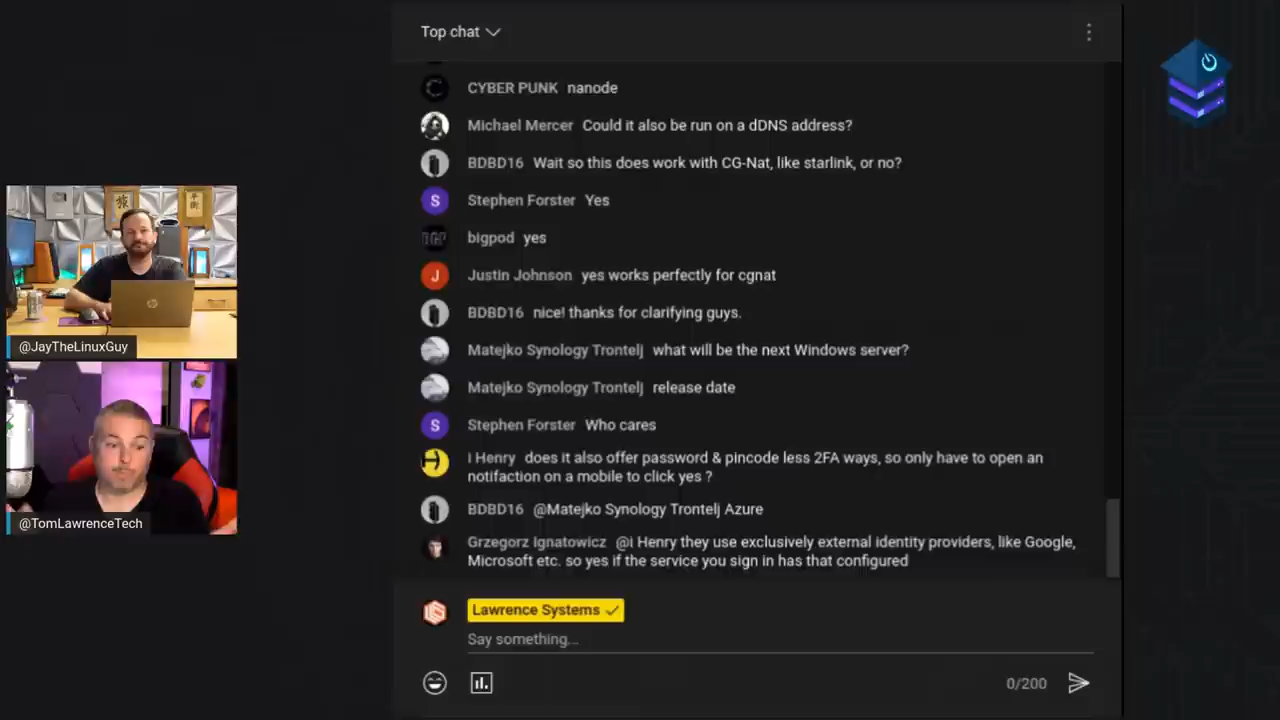 Top chat
CYBER PUNK nanode
Michael Mercer Could it also be run on a dDNS address?
BDBD16 Wait so this does work with CG-Nat, like starlink, or no?
S Stephen Forster Yes
bigpod yes
J Justin Johnson yes works perfectly for cgnat
BDBD16 nice! thanks for clarifying guys.
Matejko Synology Trontelj what will be the next Windows server?
Matejko Synology Trontelj release date
S Stephen Forster Who cares
i Henry does it also offer password & pincode less 2FA ways, so only have to open an
notifaction on a mobile to click yes ?
BDBD16 @Matejko Synology Trontelj Azure
Grzegorz Ignatowicz @i Henry they use exclusively external identity providers, like Google,
Microsoft etc. so yes if the service you sign in has that configured
Lawrence Systems
Say something...
0/200
@JayTheLinuxGuy
@TomLawrenceTech